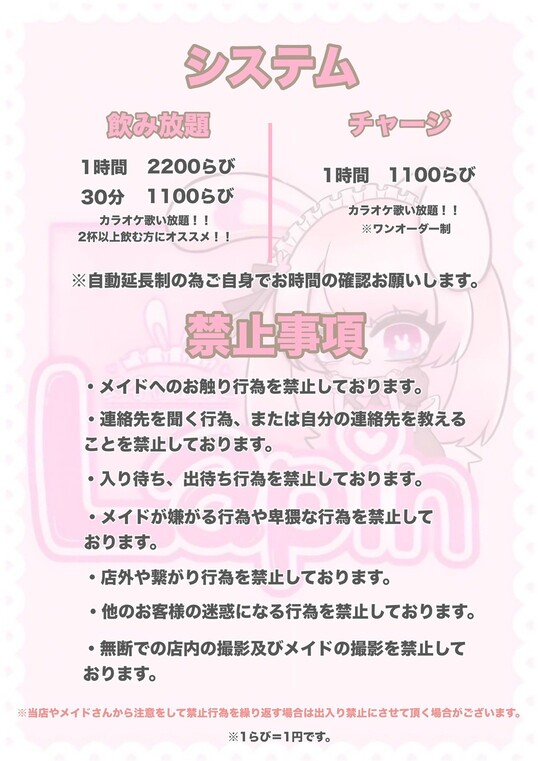 システム
飲み放題
1時間 2200らび
30分 1100らび
カラオケ歌い放題！！
2杯以上飲む方にオススメ！！
チャージ
1時間 1100らび
カラオケ歌い放題！！
※ワンオーダー制
※自動延長制の為ご自身でお時間の確認お願いします。
禁止事項
・メイドへのお触り行為を禁止しております。
・連絡先を聞く行為、または自分の連絡先を教える
ことを禁止しております。
・入り待ち、出待ち行為を禁止しております。
・メイドが嫌がる行為や卑猥な行為を禁止して
おります。
・店外や繋がり行為を禁止しております。
・他のお客様の迷惑になる行為を禁止しております。
・無断での店内の撮影及びメイドの撮影を禁止して
おります。
※当店やメイドさんから注意をして禁止行為を繰り返す場合は出入り禁止にさせて頂く場合がございます。
※1らび＝1円です。
Lapin